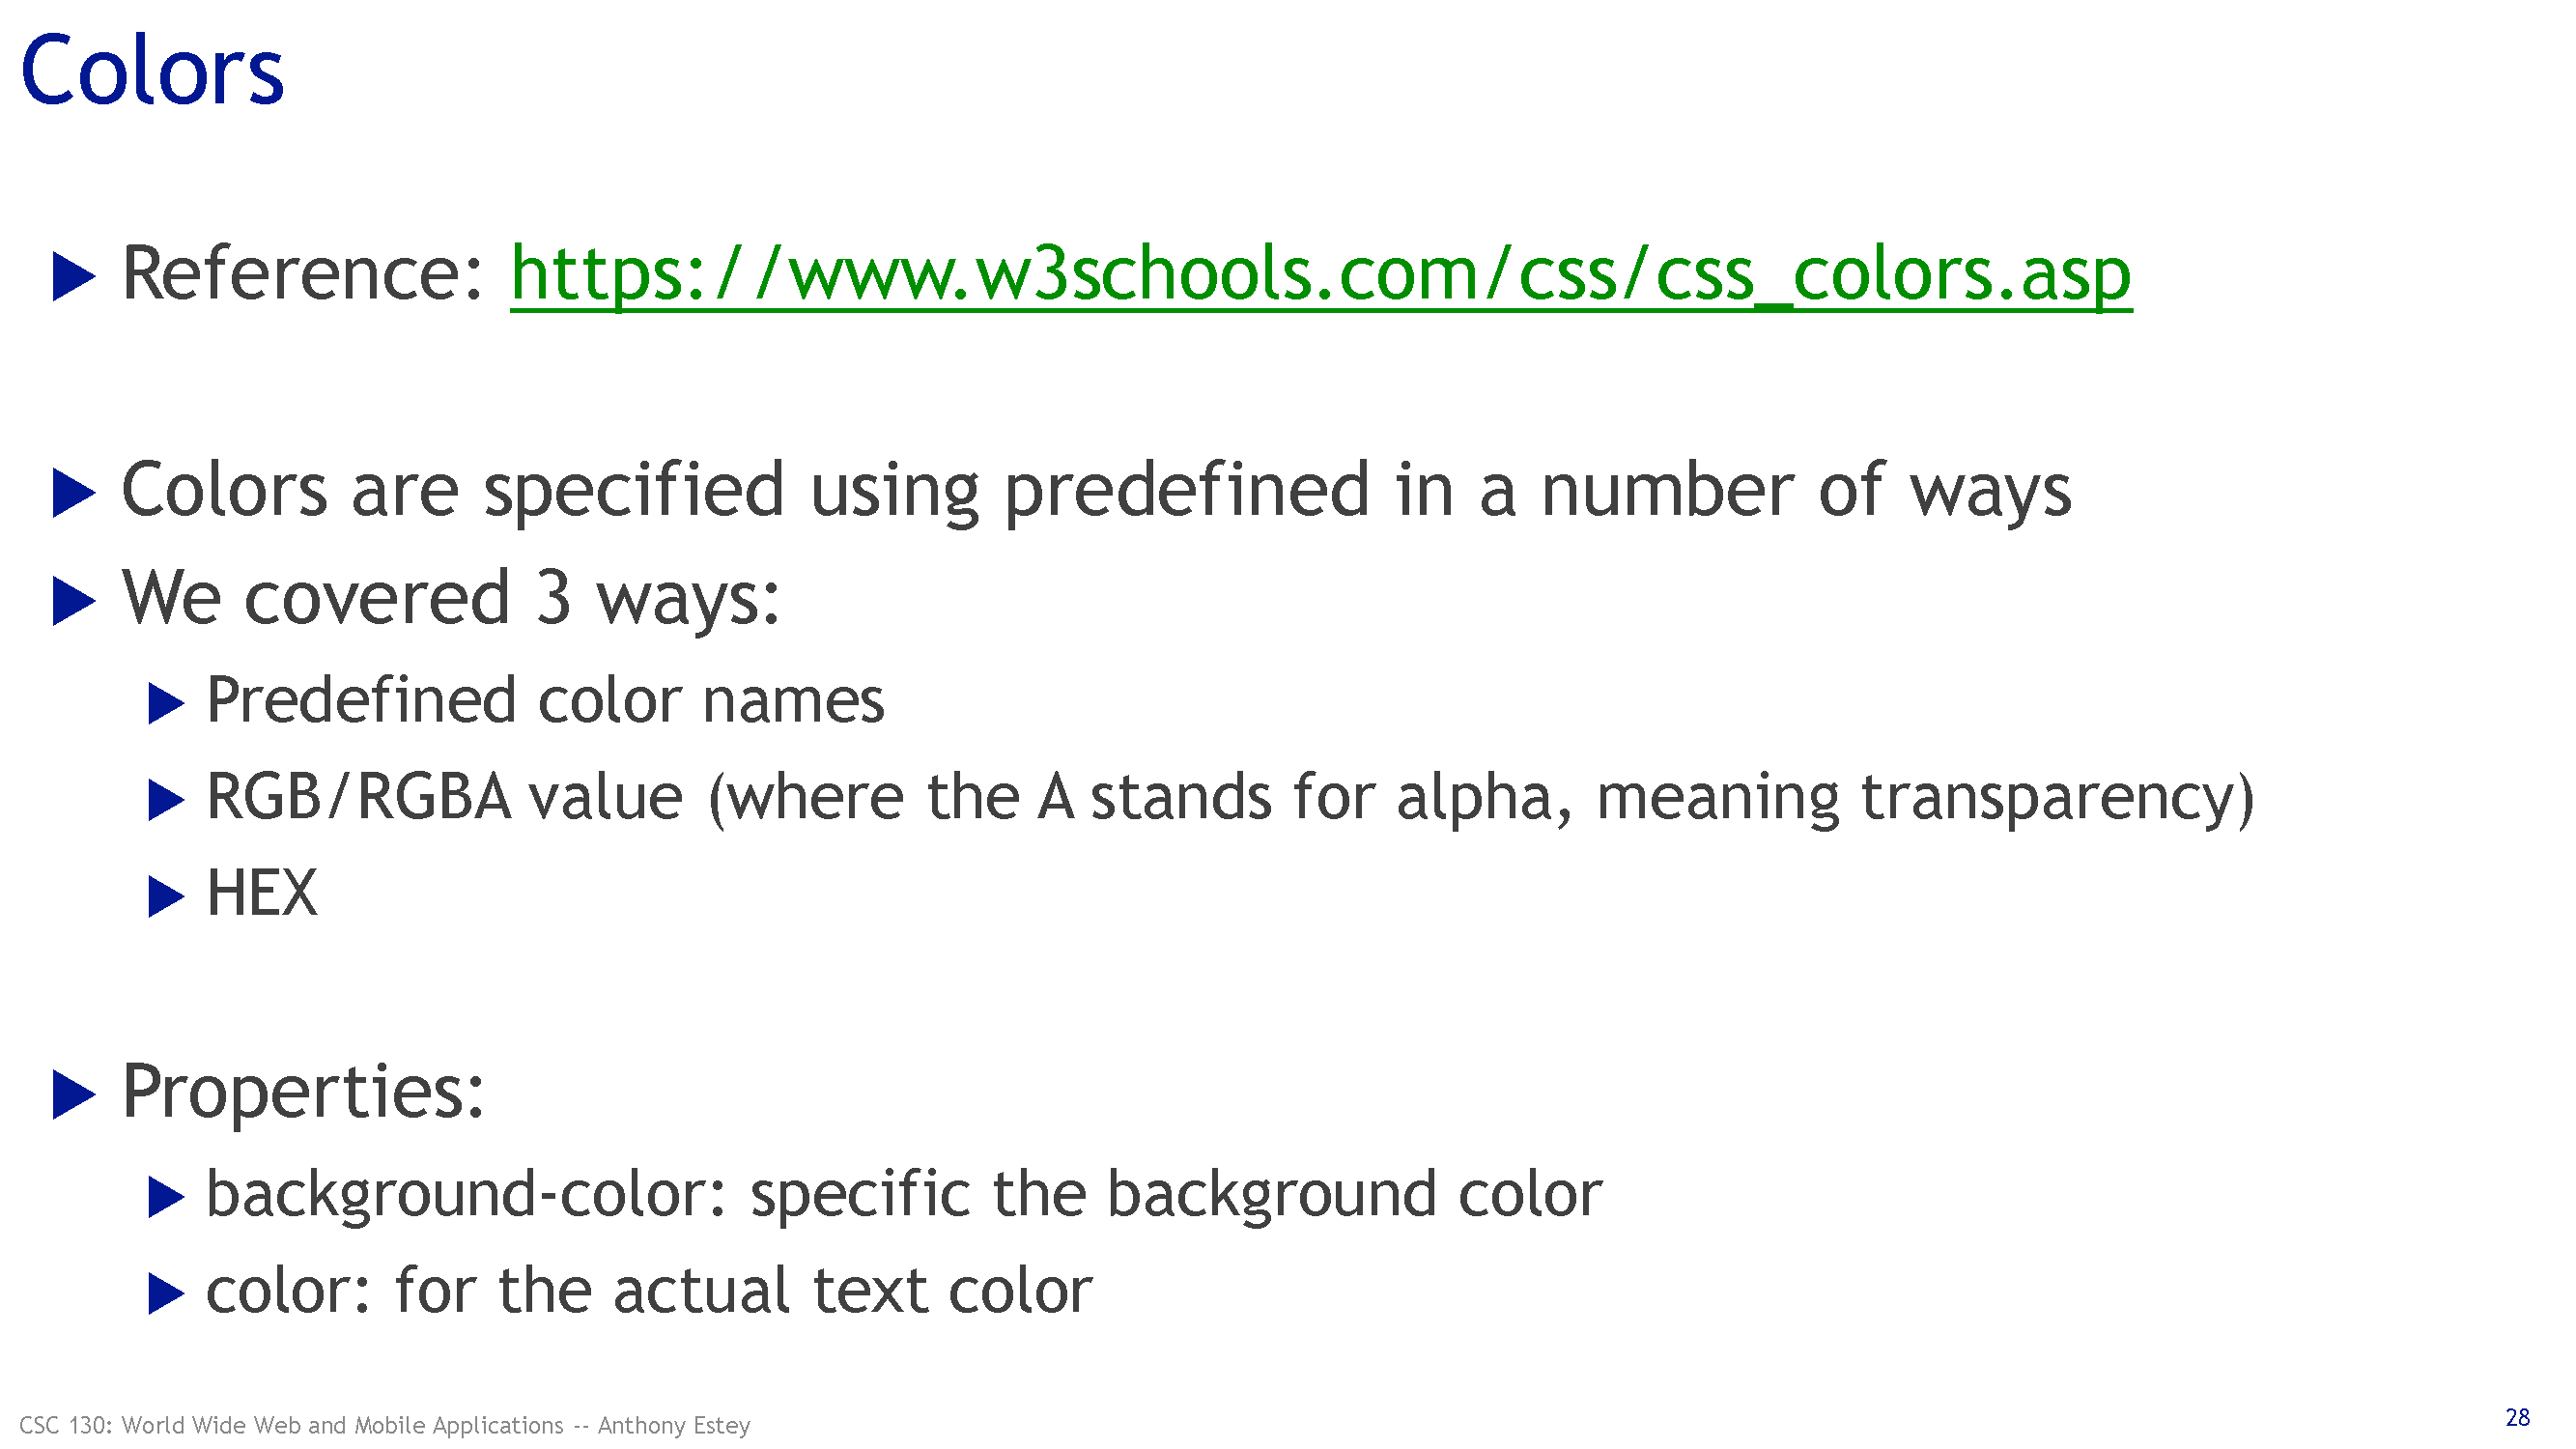 Colors
Reference: https://www.w3schools.com/css/css_colors.asp
Colors are specified using predefined in a number of ways
We covered 3 ways:
Predefined color names
RGB/RGBA value (where the A stands for alpha, meaning transparency)
HEX
Properties:
background-color: specific the background color
color: for the actual text color
CSC 130: World Wide Web and Mobile Applications -- Anthony Estey
28